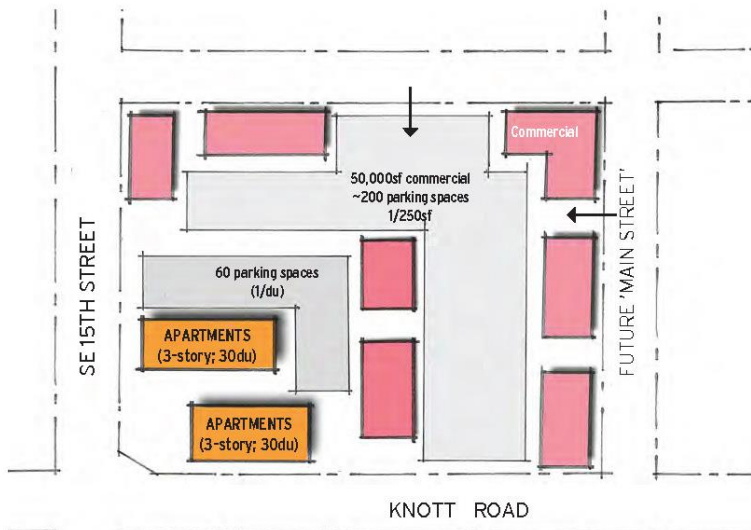 Commercial
50,000sf commercial
~200 parking spaces
1/250sf
60 parking spaces
(1/du)
APARTMENTS
(3-story; 30du)
APARTMENTS
(3-story; 30du)
SE 15TH STREET
FUTURE 'MAIN STREET'
KNOTT ROAD